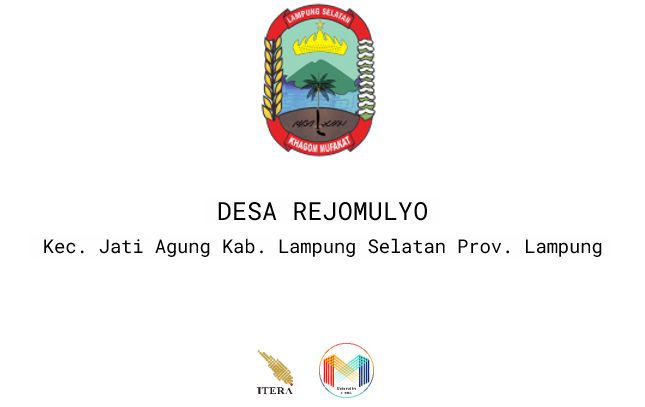 LAMPUNG SELATAN
KHAGOM MUFAKAT
DESA REJOMULYO
Kec. Jati Agung Kab. Lampung Selatan Prov. Lampung
ITERA